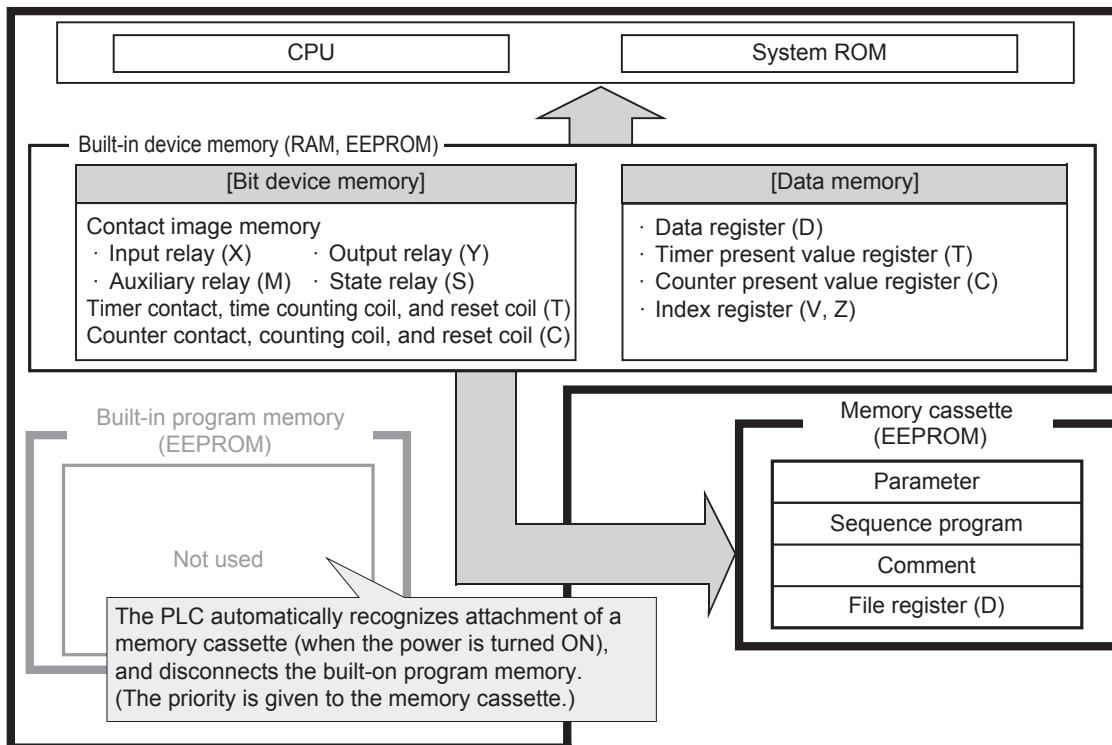 CPU
System ROM
Built-in device memory (RAM, EEPROM)
[Bit device memory]
Contact image memory
· Input relay (X) · Output relay (Y)
· Auxiliary relay (M) · State relay (S)
Timer contact, time counting coil, and reset coil (T)
Counter contact, counting coil, and reset coil (C)
[Data memory]
· Data register (D)
· Timer present value register (T)
· Counter present value register (C)
· Index register (V, Z)
Built-in program memory
(EEPROM)
Not used
The PLC automatically recognizes attachment of a
memory cassette (when the power is turned ON),
and disconnects the built-on program memory.
(The priority is given to the memory cassette.)
Memory cassette
(EEPROM)
Parameter
Sequence program
Comment
File register (D)